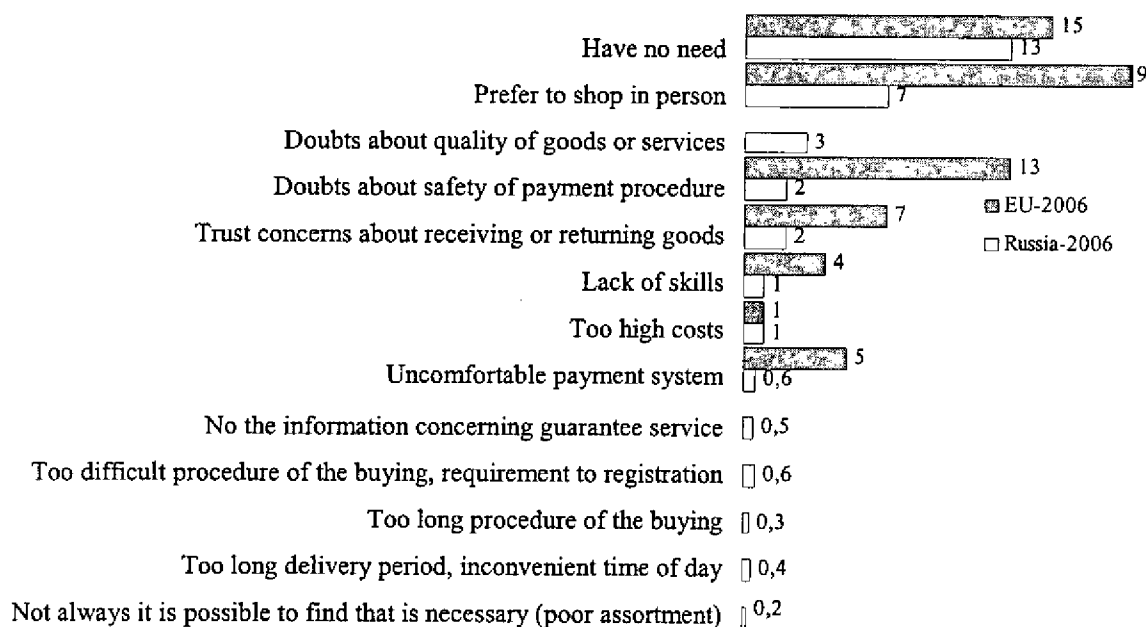 15
Have no need 13
9
Prefer to shop in person 7
Doubts about quality of goods or services 3
13
Doubts about safety of payment procedure 2
EU-2006
7
Trust concerns about receiving or returning goods 2
Russia-2006
4
Lack of skills 1
1
Too high costs 1
5
Uncomfortable payment system 0,6
No the information concerning guarantee service 0,5
Too difficult procedure of the buying, requirement to registration 0,6
Too long procedure of the buying 0,3
Too long delivery period, inconvenient time of day 0,4
Not always it is possible to find that is necessary (poor assortment) 0,2